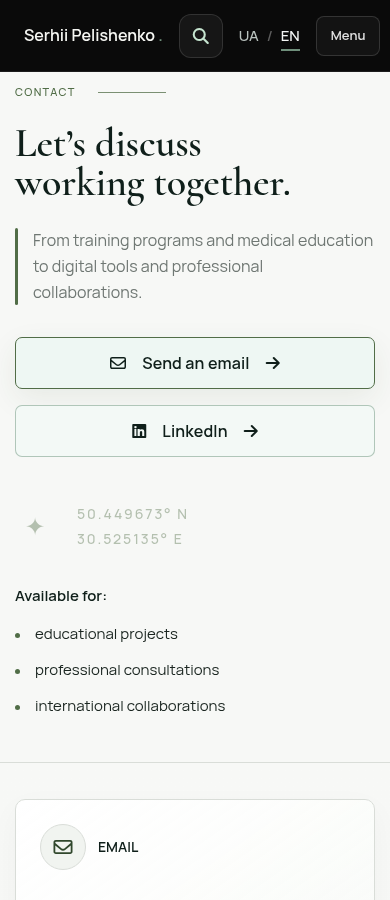 Serhii Pelishenko .
UA / EN
Menu
CONTACT
Let’s discuss
working together.
From training programs and medical education
to digital tools and professional
collaborations.
Send an email
LinkedIn
50.449673° N
30.525135° E
Available for:
educational projects
professional consultations
international collaborations
EMAIL